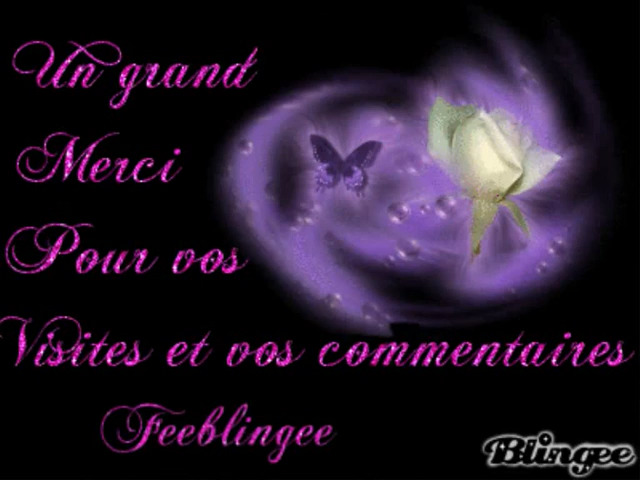 Un grand
Merci
Pour vos
Visites et vos commentaires
Feeblingee
Blingee